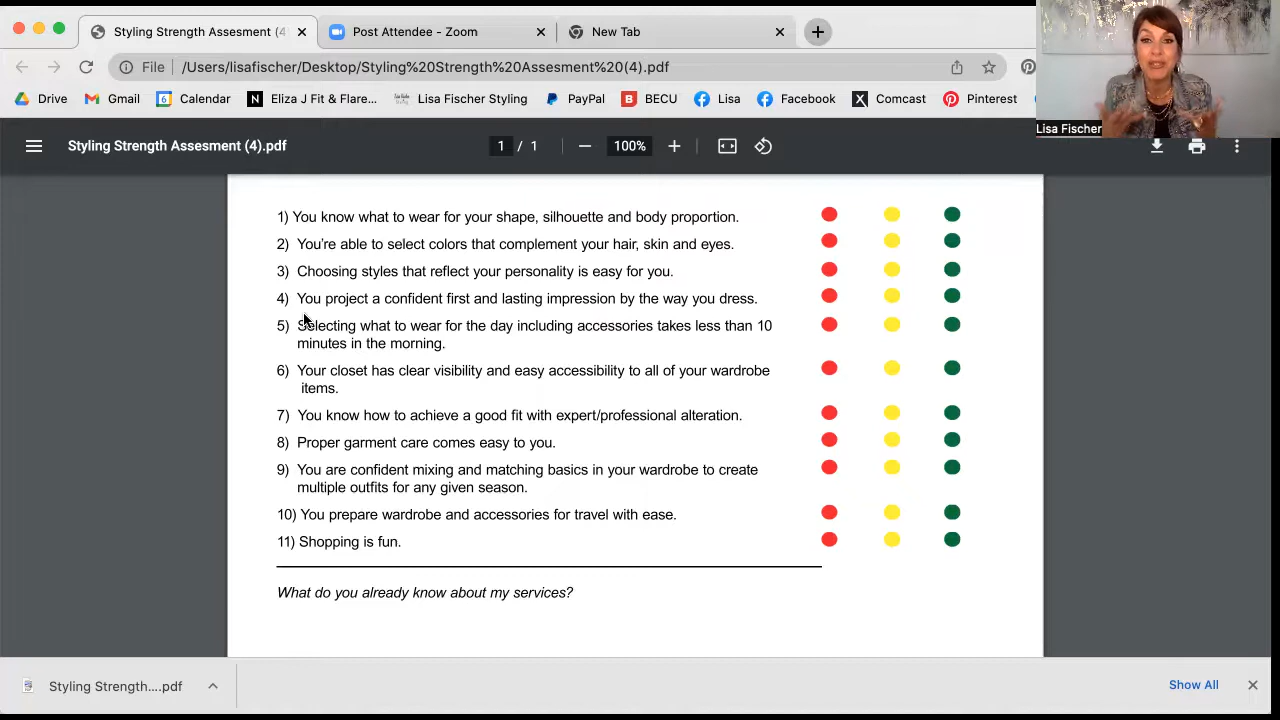 Styling Strength Assesment (4
Post Attendee - Zoom
New Tab
File
/Users/lisafischer/Desktop/Styling%20Strength%20Assesment%20(4).pdf
Drive
Gmail
6
Calendar
N
Eliza J Fit & Flare...
Lisa Fischer Styling
PayPal
B
BECU
Lisa
Facebook
X
Comcast
Pinterest
Lisa Fischer
Styling Strength Assesment (4).pdf
1 / 1
100%
1) You know what to wear for your shape, silhouette and body proportion.
2) You're able to select colors that complement your hair, skin and eyes.
3) Choosing styles that reflect your personality is easy for you.
4) You project a confident first and lasting impression by the way you dress.
5) Selecting what to wear for the day including accessories takes less than 10
minutes in the morning.
6) Your closet has clear visibility and easy accessibility to all of your wardrobe
items.
7) You know how to achieve a good fit with expert/professional alteration.
8) Proper garment care comes easy to you.
9) You are confident mixing and matching basics in your wardrobe to create
multiple outfits for any given season.
10) You prepare wardrobe and accessories for travel with ease.
11) Shopping is fun.
What do you already know about my services?
Styling Strength....pdf
Show All